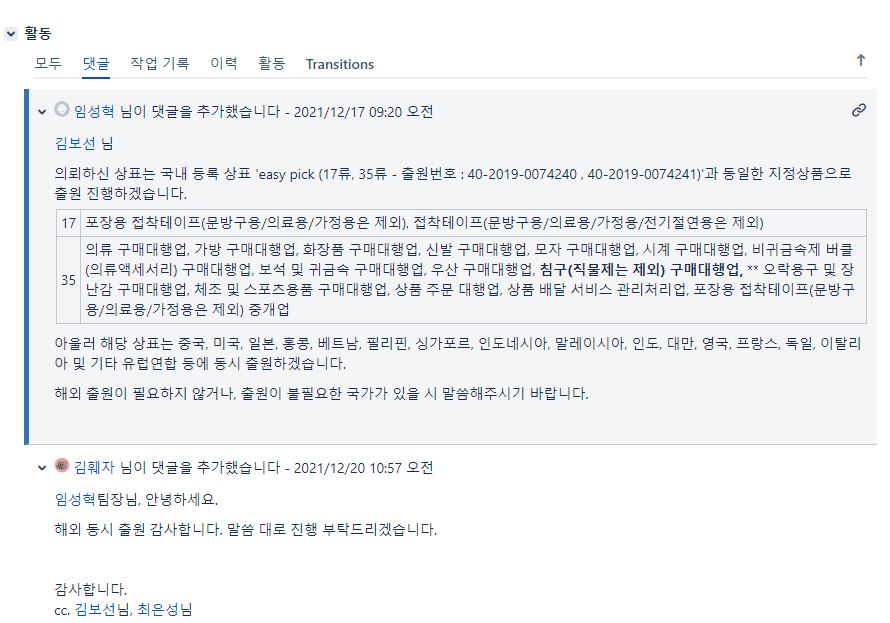 활동
모두 댓글 작업 기록 이력 활동 Transitions
임성혁 님이 댓글을 추가했습니다 - 2021/12/17 09:20 오전
김보선 님
의뢰하신 상표는 국내 등록 상표 'easy pick (17류, 35류 - 출원번호 : 40-2019-0074240 , 40-2019-0074241)'과 동일한 지정상품으로
출원 진행하겠습니다.
17 포장용 접착테이프(문방구용/의료용/가정용은 제외), 접착테이프(문방구용/의료용/가정용/전기절연용은 제외)
의류 구매대행업, 가방 구매대행업, 화장품 구매대행업, 신발 구매대행업, 모자 구매대행업, 시계 구매대행업, 비귀금속제 버클
(의류액세서리) 구매대행업, 보석 및 귀금속 구매대행업, 우산 구매대행업, 침구(직물제는 제외) 구매대행업, ** 오락용구 및 장
35 난감 구매대행업, 체조 및 스포츠용품 구매대행업, 상품 주문 대행업, 상품 배달 서비스 관리처리업, 포장용 접착테이프(문방구
용/의료용/가정용은 제외) 중개업
아울러 해당 상표는 중국, 미국, 일본, 홍콩, 베트남, 필리핀, 싱가포르, 인도네시아, 말레이시아, 인도, 대만, 영국, 프랑스, 독일, 이탈리
아 및 기타 유럽연합 등에 동시 출원하겠습니다.
해외 출원이 필요하지 않거나, 출원이 불필요한 국가가 있을 시 말씀해주시기 바랍니다.
김훼자 님이 댓글을 추가했습니다 - 2021/12/20 10:57 오전
임성혁팀장님, 안녕하세요.
해외 동시 출원 감사합니다. 말씀 대로 진행 부탁드리겠습니다.
감사합니다.
cc. 김보선님, 최은성님